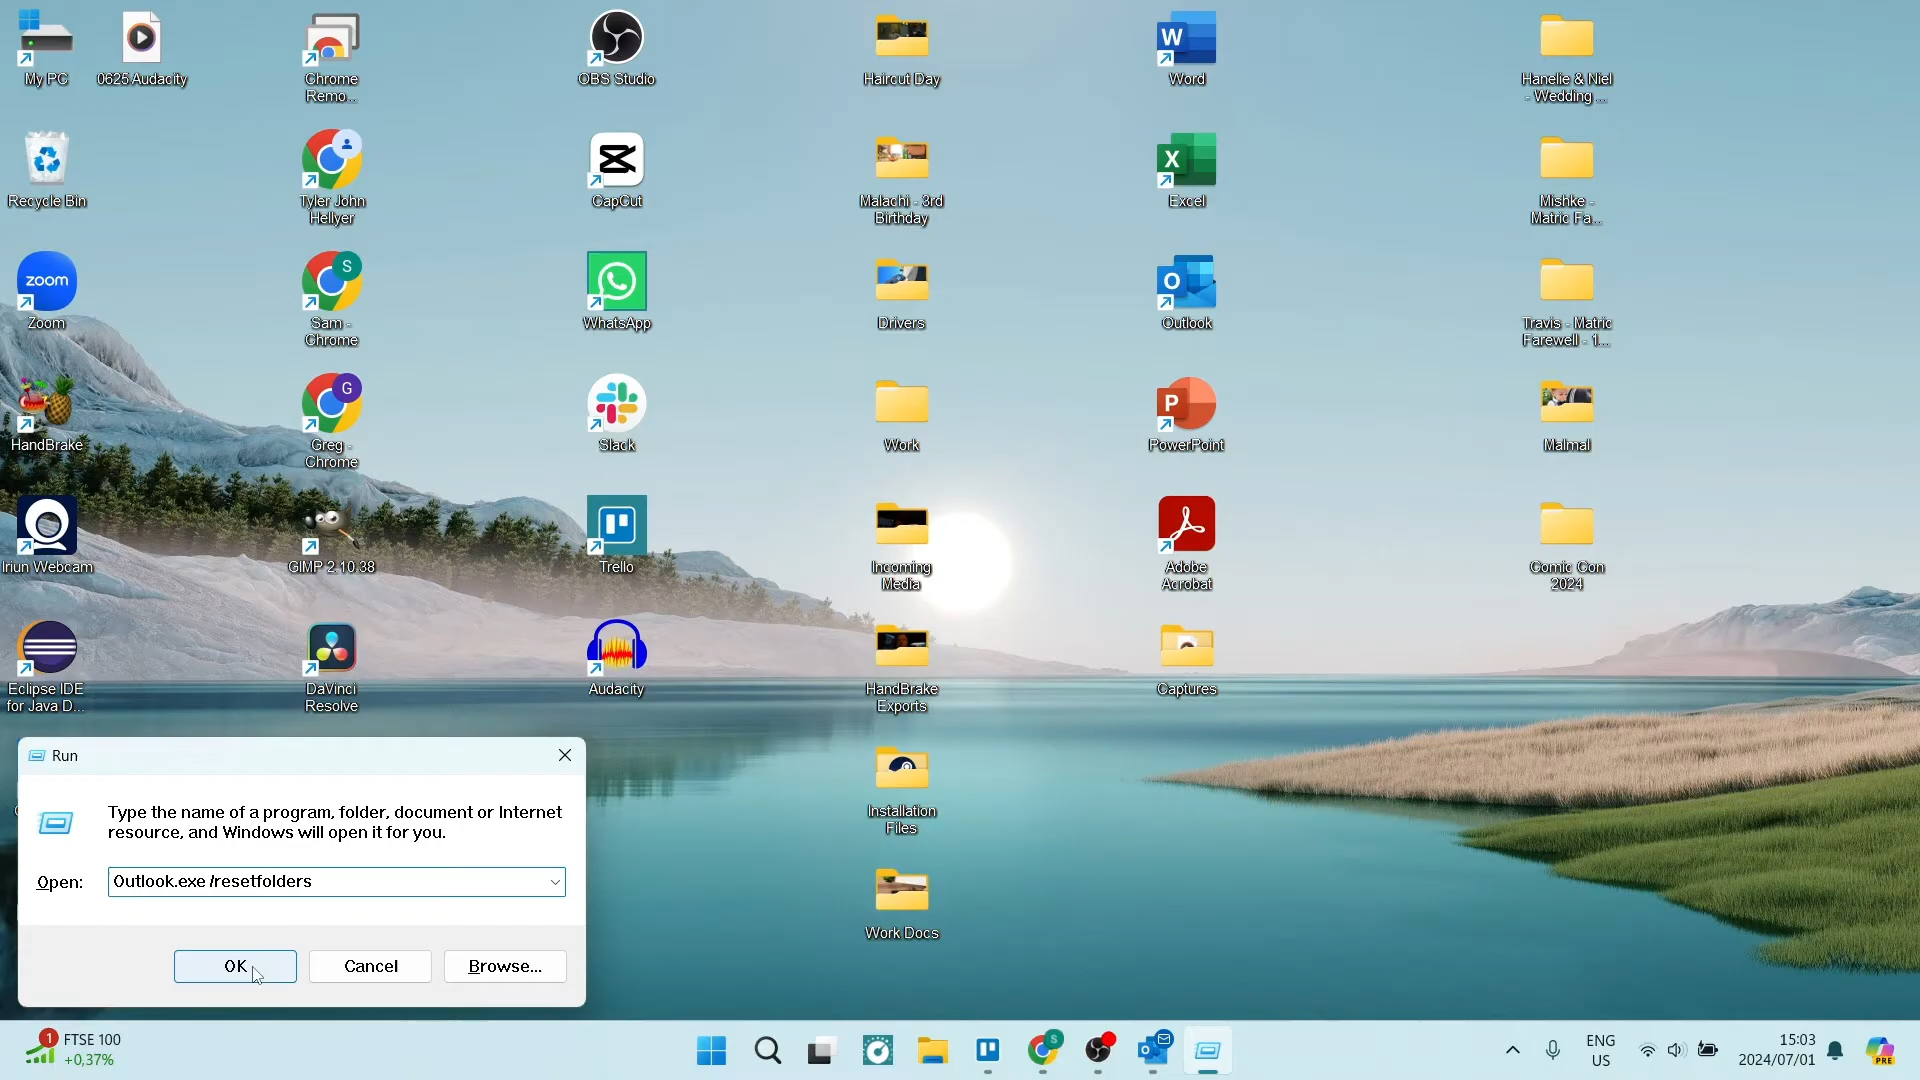 My PC
0625 Audacity
Chrome
Remo...
OBS Studio
Haircut Day
W
Word
Hanelie & Niel
- Wedding ...
Recycle Bin
Tyler John
Hellyer
CapCut
Malachi - 3rd
Birthday
X
Excel
Mishke -
Matric Fa...
zoom
Zoom
S
Sam -
Chrome
WhatsApp
Drivers
O
Outlook
Travis - Matric
Farewell - 1...
HandBrake
G
Greg -
Chrome
Slack
Work
P
PowerPoint
Malmal
Iriun Webcam
GIMP 2.10.38
Trello
Incoming
Media
Adobe
Acrobat
Comic Con
2024
Eclipse IDE
for Java D...
DaVinci
Resolve
Audacity
HandBrake
Exports
Captures
Installation
Files
Work Docs
Run
Type the name of a program, folder, document or Internet
resource, and Windows will open it for you.
Open:
Outlook.exe /resetfolders
OK
Cancel
Browse...
1
FTSE 100
+0,37%
S
O
ENG
US
15:03
2024/07/01
PRE